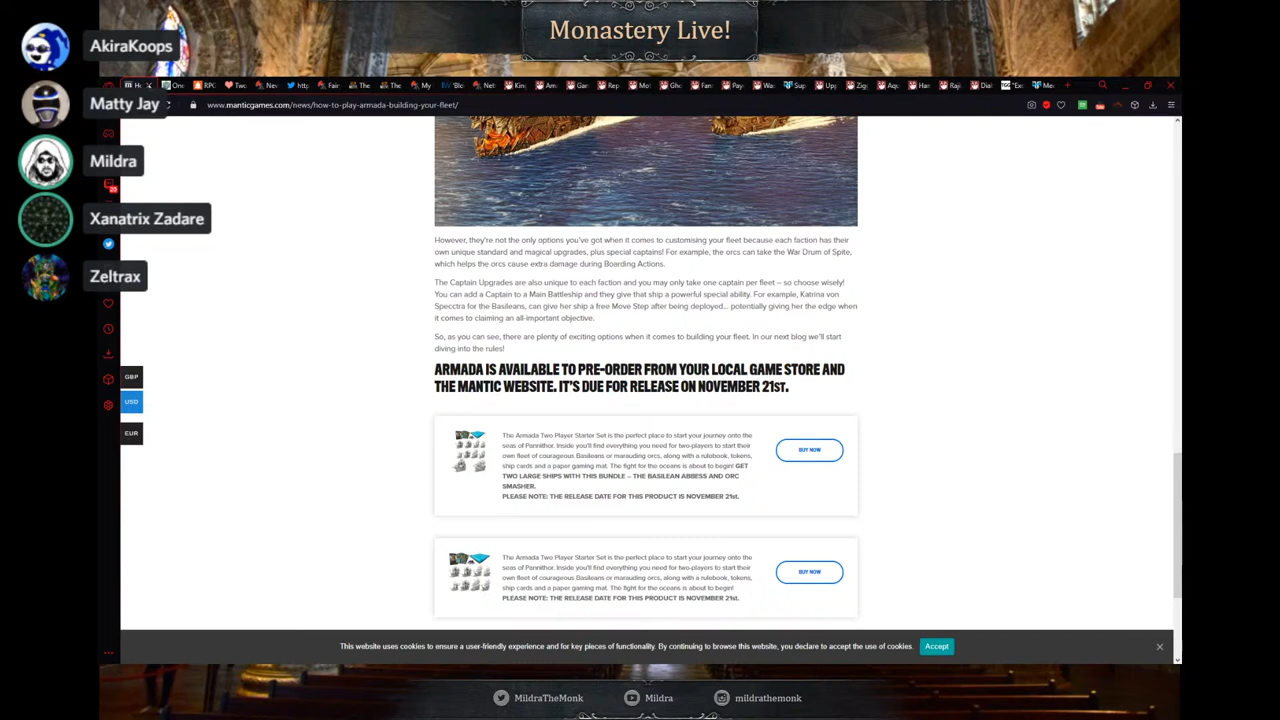 Monastery Live!
AkiraKoops
Matty Jay
Mildra
Xanatrix Zadare
Zeltrax
www.manticgames.com/news/how-to-play-armada-building-your-fleet/
However, they're not the only options you've got when it comes to customising your fleet because each faction has their
own unique standard and magical upgrades, plus special captains! For example, the orcs can take the War Drum of Spite,
which helps the orcs cause extra damage during Boarding Actions.
The Captain Upgrades are also unique to each faction and you may only take one captain per fleet – so choose wisely!
You can add a Captain to a Main Battleship and they give that ship a powerful special ability. For example, Katrina von
Specctra for the Basileans, can give her ship a free Move Step after being deployed... potentially giving her the edge when
it comes to claiming an all-important objective.
So, as you can see, there are plenty of exciting options when it comes to building your fleet. In our next blog we'll start
diving into the rules!
ARMADA IS AVAILABLE TO PRE-ORDER FROM YOUR LOCAL GAME STORE AND
THE MANTIC WEBSITE. IT'S DUE FOR RELEASE ON NOVEMBER 21ST.
GBP
USD
EUR
The Armada Two Player Starter Set is the perfect place to start your journey onto the
seas of Pannithor. Inside you'll find everything you need for two-players to start their
own fleet of courageous Basileans or marauding orcs, along with a rulebook, tokens,
ship cards and a paper gaming mat. The fight for the oceans is about to begin! GET
TWO LARGE SHIPS WITH THIS BUNDLE – THE BASILEAN ABBESS AND ORC
SMASHER.
PLEASE NOTE: THE RELEASE DATE FOR THIS PRODUCT IS NOVEMBER 21st.
BUY NOW
The Armada Two Player Starter Set is the perfect place to start your journey onto the
seas of Pannithor. Inside you'll find everything you need for two-players to start their
own fleet of courageous Basileans or marauding orcs, along with a rulebook, tokens,
ship cards and a paper gaming mat. The fight for the oceans is about to begin!
PLEASE NOTE: THE RELEASE DATE FOR THIS PRODUCT IS NOVEMBER 21st.
BUY NOW
This website uses cookies to ensure a user-friendly experience and for key pieces of functionality. By continuing to browse this website, you declare to accept the use of cookies.
Accept
MildraTheMonk
Mildra
mildrathemonk